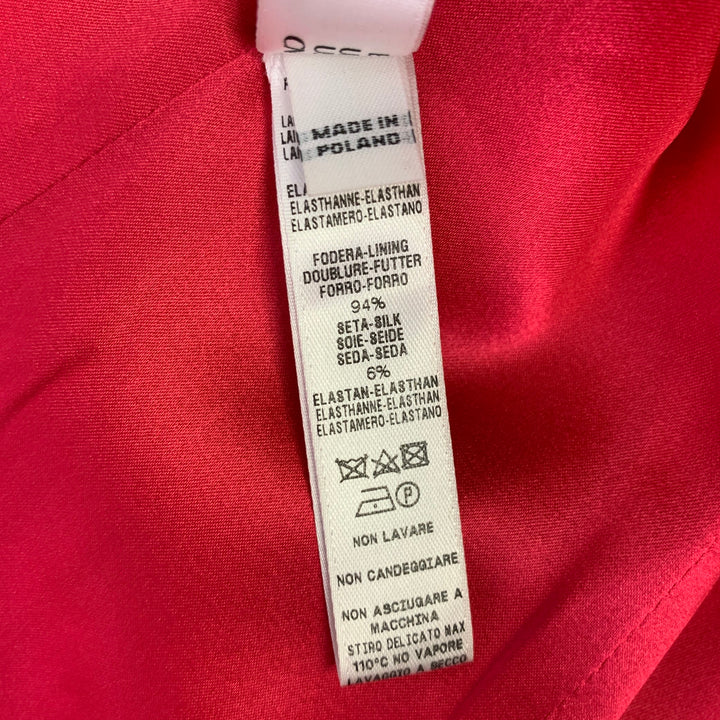 MADE IN
POLAND
ELASTHANNE-ELASTHAN
ELASTAMERO-ELASTANO
FODERA-LINING
DOUBLURE-FUTTER
FORRO-FORRO
94%
SETA-SILK
SOIE-SEIDE
SEDA-SEDA
6%
ELASTAN-ELASTHAN
ELASTHANNE-ELASTHAN
ELASTAMERO-ELASTANO
P
NON LAVARE
NON CANDEGGIARE
NON ASCIUGARE A
MACCHINA
STIRO DELICATO MAX
110°C NO VAPORE
LAVAGGIO A SECCO